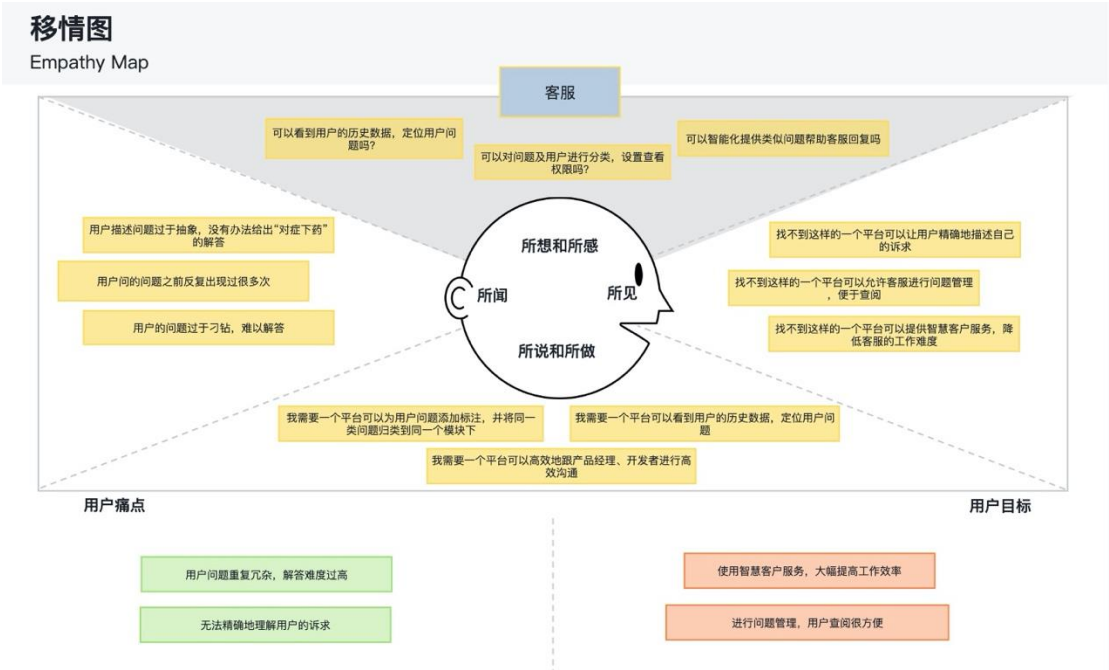 移情图
Empathy Map
客服
可以看到用户的历史数据，定位用户问
题吗？
可以对问题及用户进行分类，设置查看
权限吗？
可以智能化提供类似问题帮助客服回复吗
用户描述问题过于抽象，没有办法给出“对症下药”
的解答
用户问的问题之前反复出现过很多次
用户的问题过于刁钻，难以解答
所想和所感
所闻
所见
所说和所做
找不到这样的一个平台可以让用户精确地描述自己
的诉求
找不到这样的一个平台可以允许客服进行问题管理
，便于查阅
找不到这样的一个平台可以提供智慧客户服务，降
低客服的工作难度
我需要一个平台可以为用户问题添加标注，并将同一
类问题归类到同一个模块下
我需要一个平台可以看到用户的历史数据，定位用户问
题
我需要一个平台可以高效地跟产品经理、开发者进行高
效沟通
用户痛点
用户目标
用户问题重复冗杂，解答难度过高
无法精确地理解用户的诉求
使用智慧客户服务，大幅提高工作效率
进行问题管理，用户查阅很方便